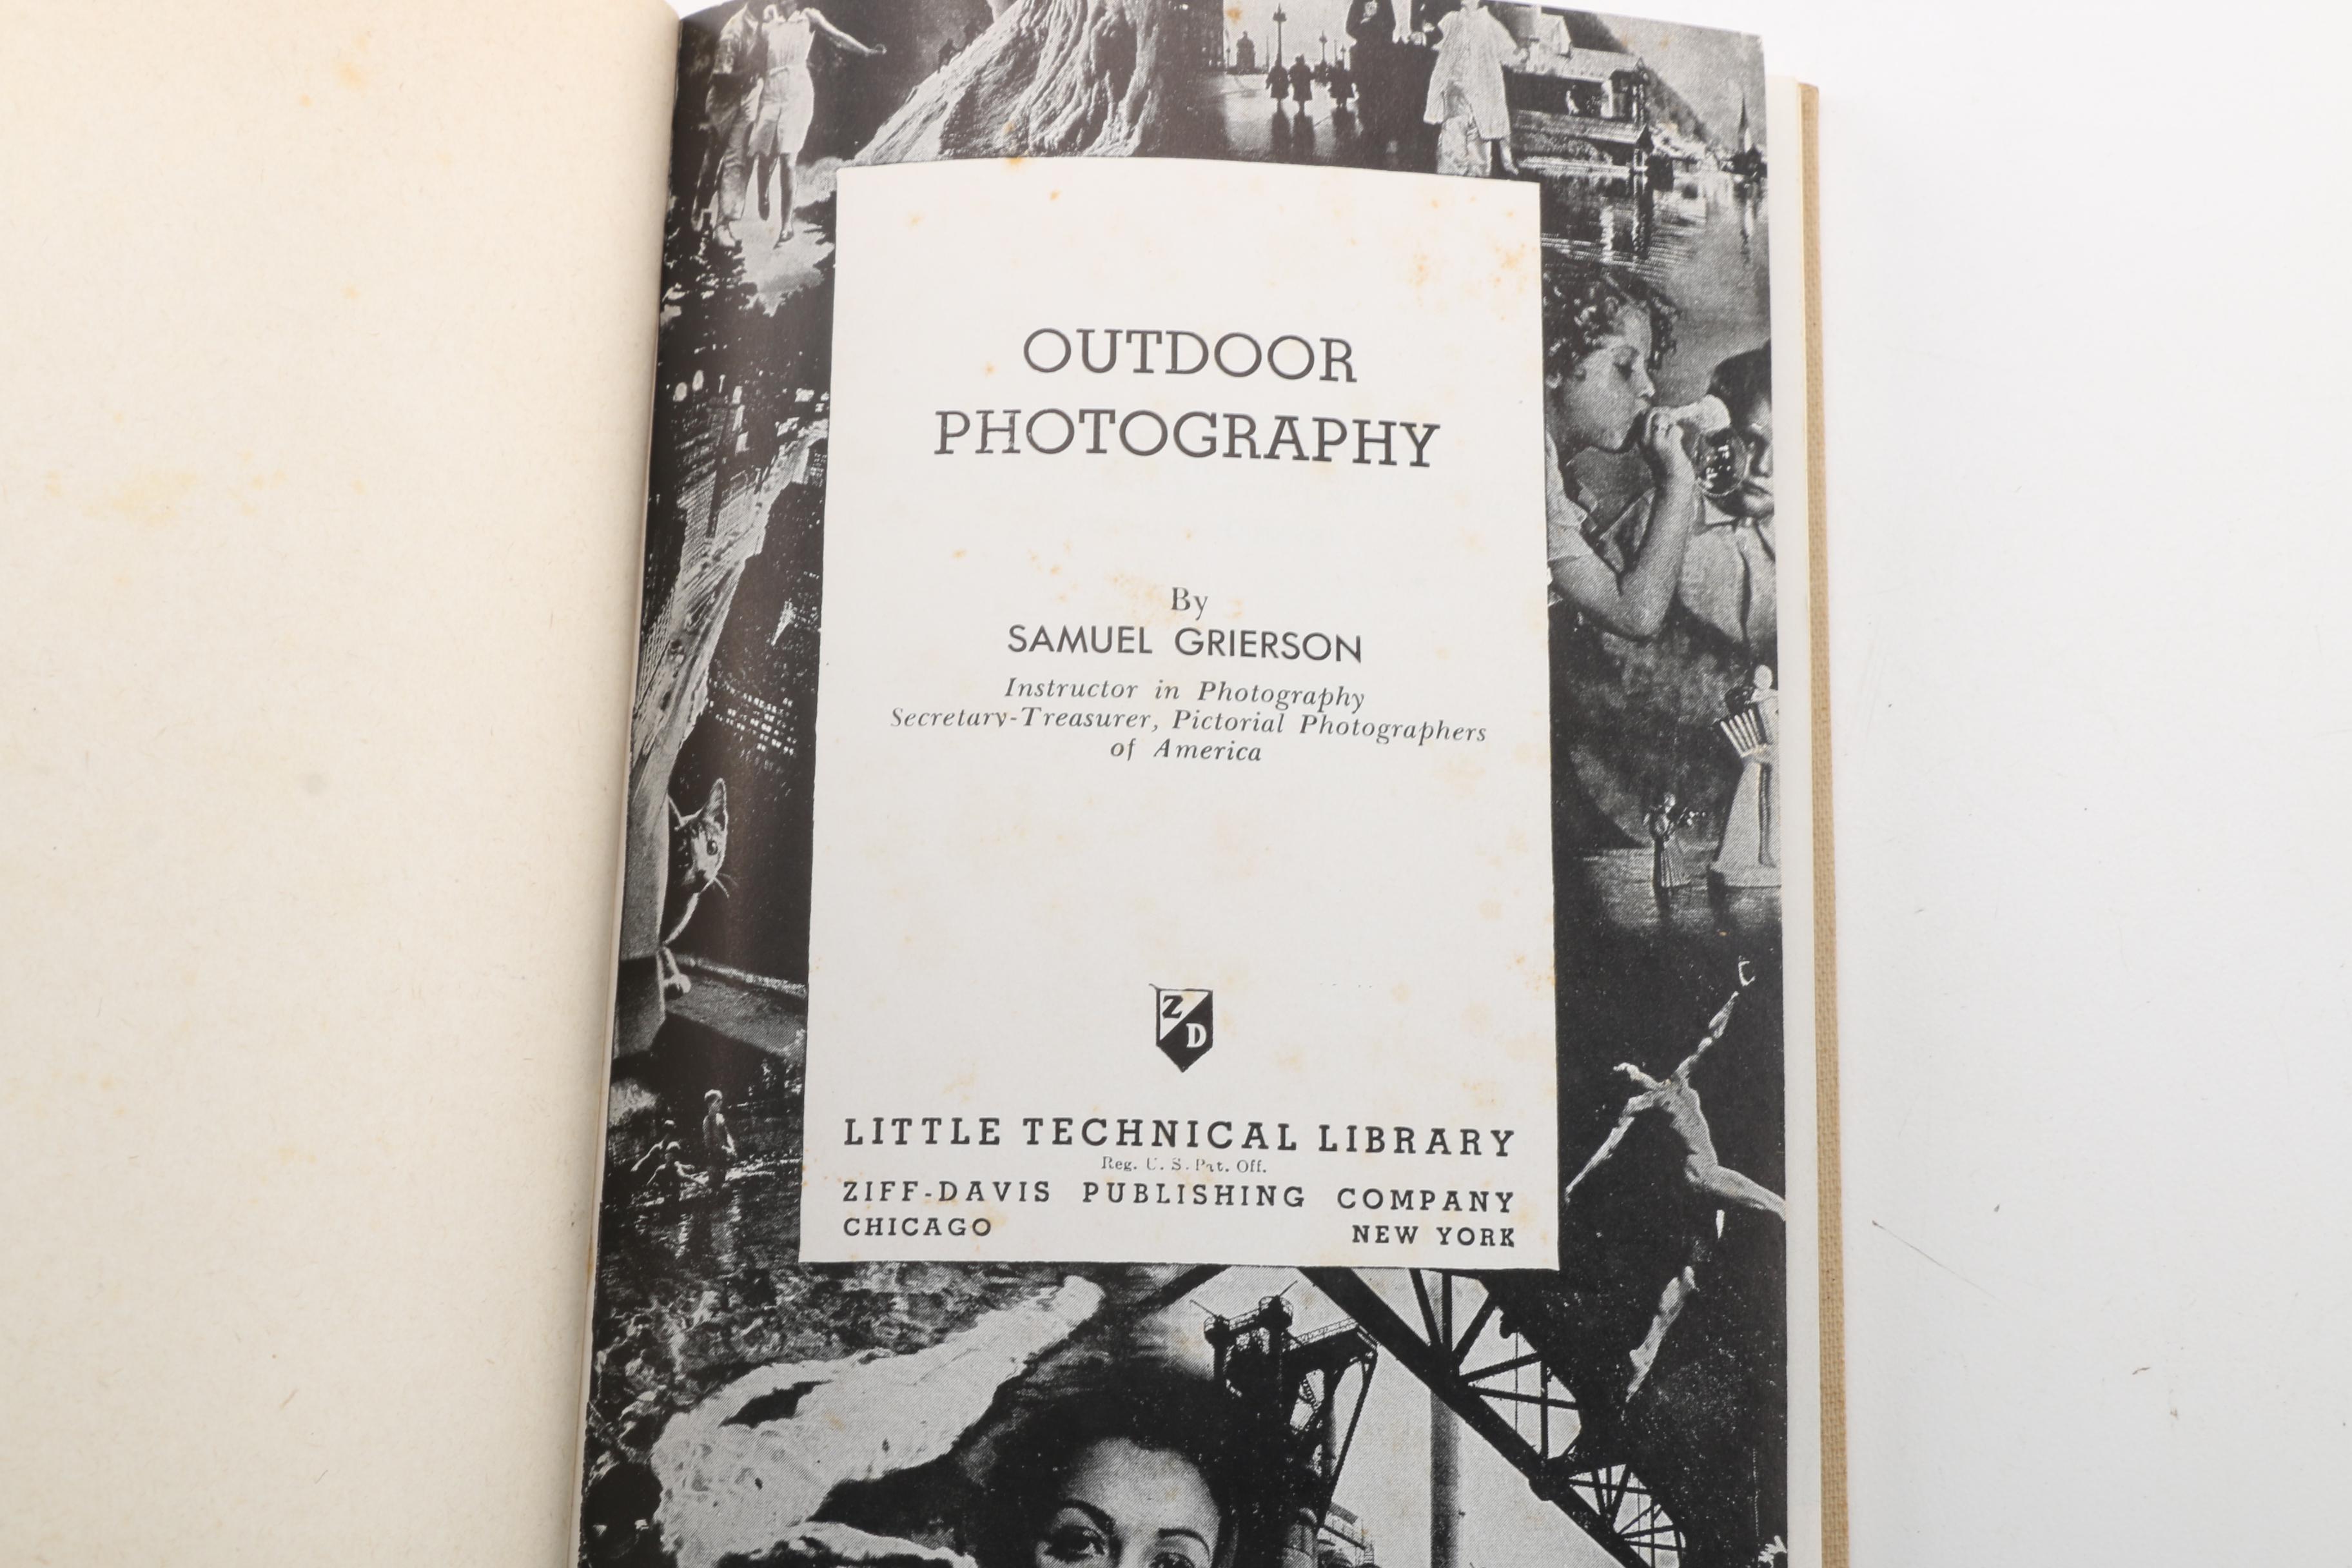 OUTDOOR
PHOTOGRAPHY
By
SAMUEL GRIERSON
Instructor in Photography
Secretary-Treasurer, Pictorial Photographers
of America
Z
D
LITTLE TECHNICAL LIBRARY
Reg. U. S. Pat. Off.
ZIFF-DAVIS PUBLISHING COMPANY
CHICAGO NEW YORK